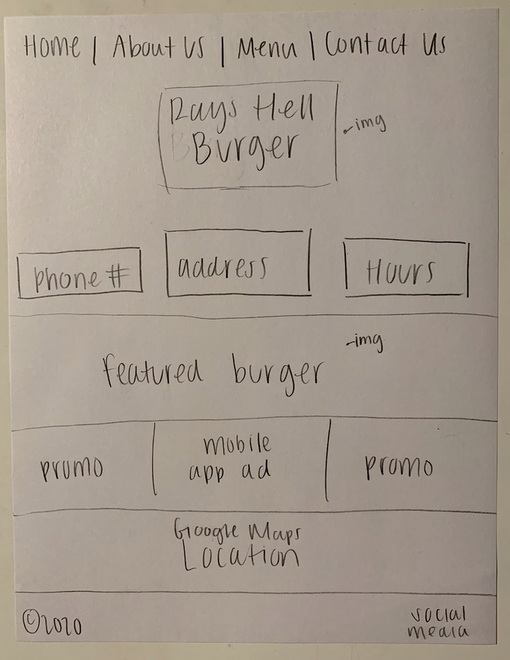 Home | About Us | Menu | Contact Us
Rays Hell
Burger
-img
phone #
address
Hours
-img
featured burger
promo
mobile
app ad
promo
Google Maps
Location
©2020
social
media